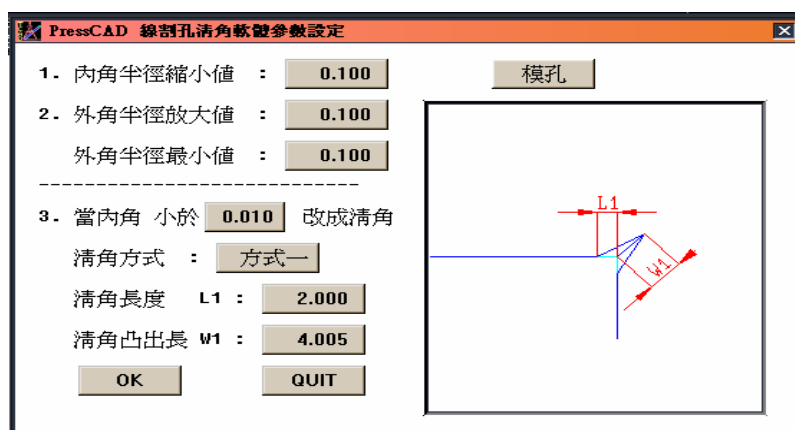 PressCAD 線割孔清角軟體參數設定
1. 內角半徑縮小值 : 0.100
模孔
2. 外角半徑放大值 : 0.100
外角半徑最小值 : 0.100
3. 當內角 小於 0.010 改成清角
清角方式 : 方式一
清角長度 L1 : 2.000
清角凸出長 W1 : 4.005
OK QUIT
L1
W1